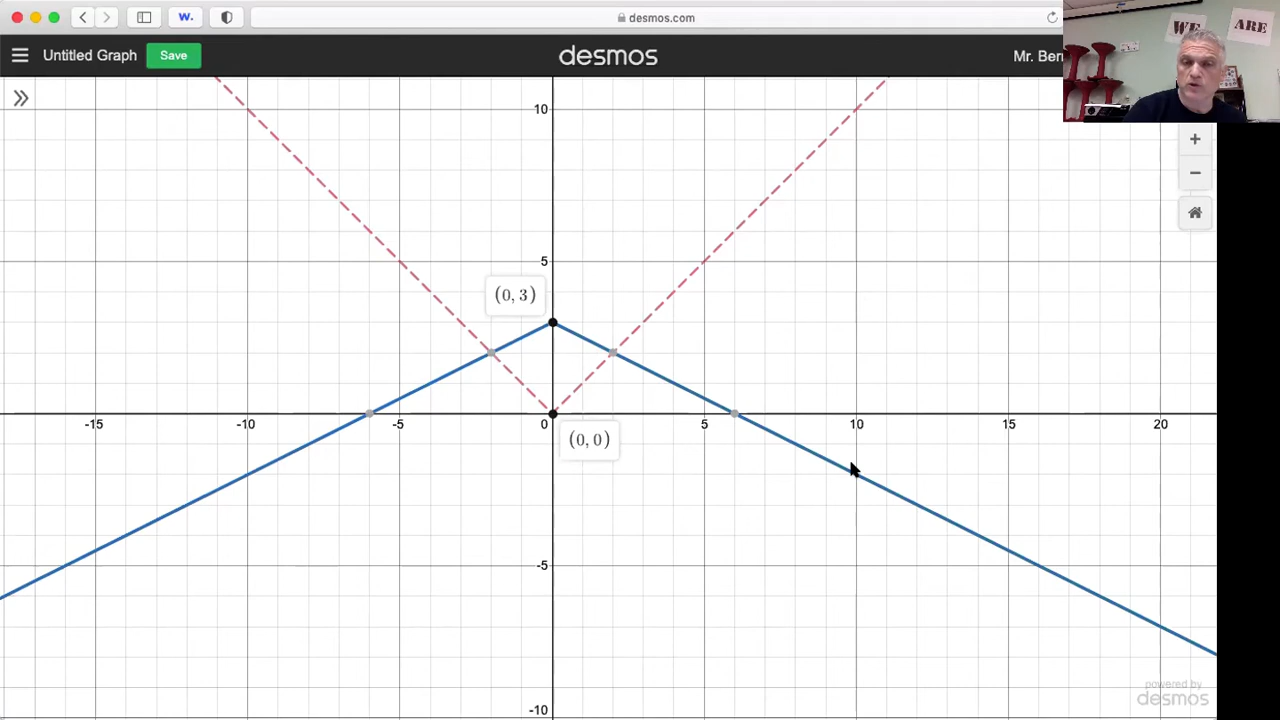 w. desmos.com
WE ARE
Untitled Graph Save desmos Mr. Ber
10
5
(0, 3)
-15 -10 -5 0 5 10 15 20
(0, 0)
-5
-10
powered by
desmos